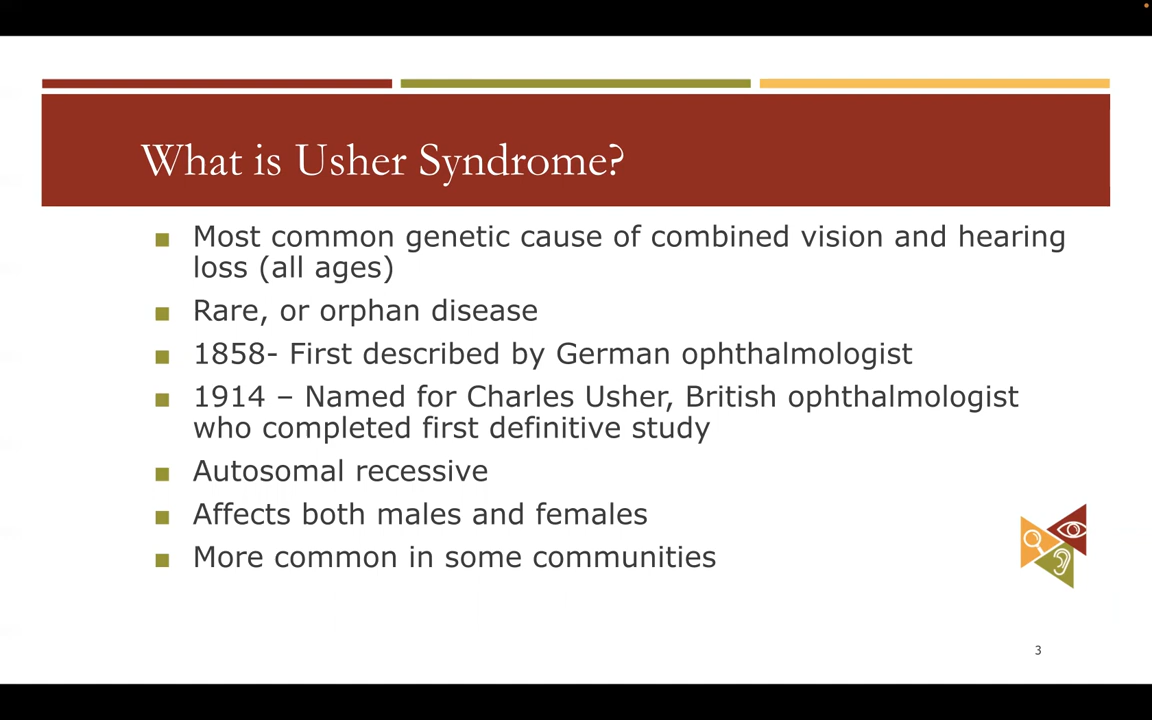 What is Usher Syndrome?
■ Most common genetic cause of combined vision and hearing
loss (all ages)
■ Rare, or orphan disease
■ 1858- First described by German ophthalmologist
■ 1914 – Named for Charles Usher, British ophthalmologist
who completed first definitive study
■ Autosomal recessive
■ Affects both males and females
■ More common in some communities
3